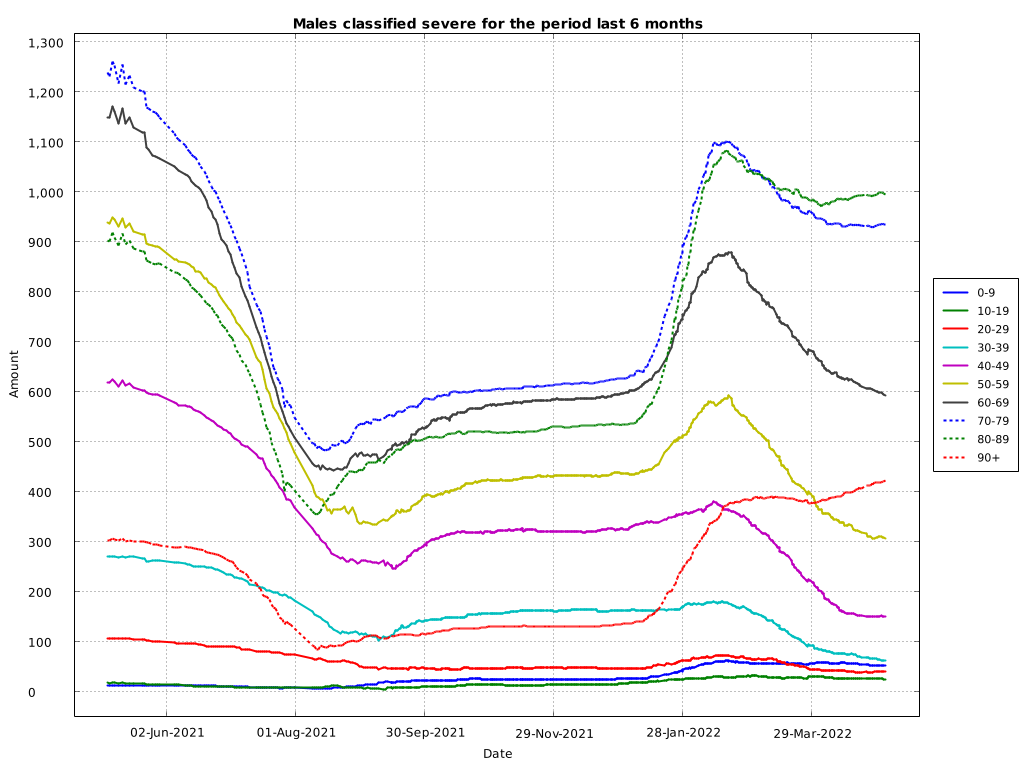 Males classified severe for the period last 6 months
1,300
1,200
1,100
1,000
900
800
700
600
500
400
300
200
100
0
Amount
02-Jun-2021
01-Aug-2021
30-Sep-2021
29-Nov-2021
28-Jan-2022
29-Mar-2022
Date
0-9
10-19
20-29
30-39
40-49
50-59
60-69
70-79
80-89
90+